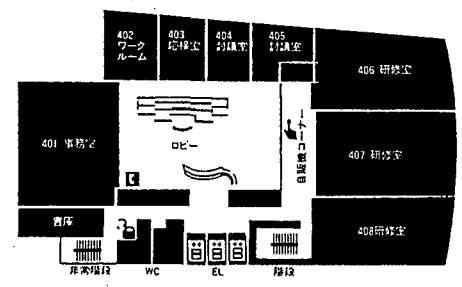 402
ワーク
ルーム
403
応接室
404
討議室
405
討議室
406 研修室
401 事務室
ロビー
自販機コーナー
407 研修室
書庫
408研修室
非常階段
WC
EL
階段